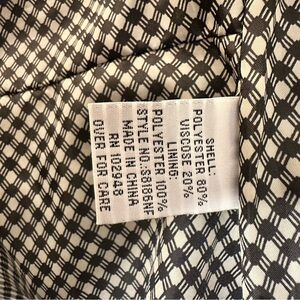 SHELL:
POLYESTER 80%
VISCOSE 20%
LINING:
POLYESTER 100%
STYLE NO.:S8186NF
MADE IN CHINA
RN 102948
OVER FOR CARE